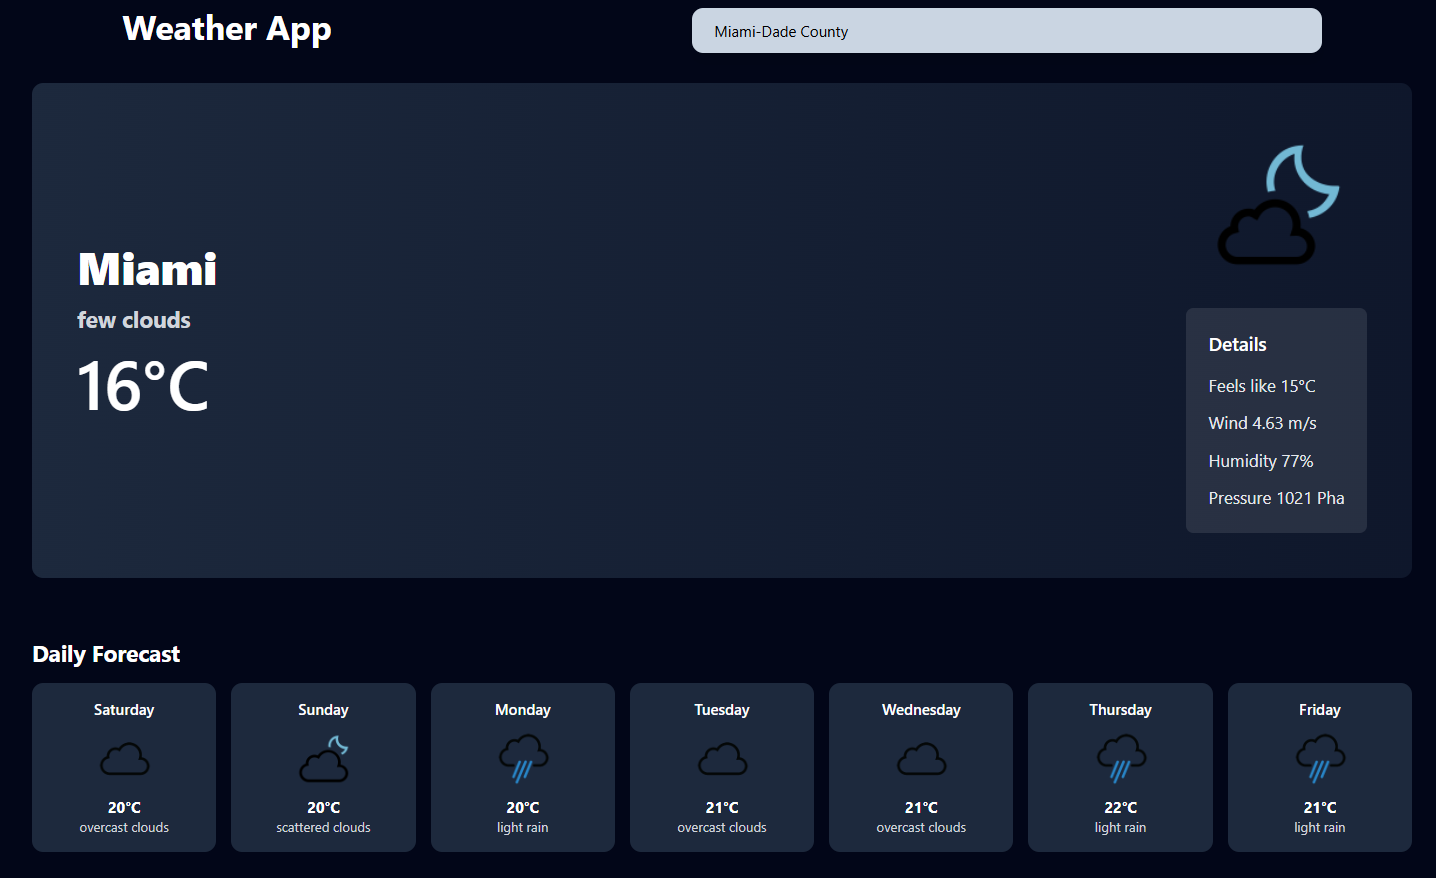 Weather App
Miami-Dade County
Miami
few clouds
16°C
Details
Feels like 15°C
Wind 4.63 m/s
Humidity 77%
Pressure 1021 Pha
Daily Forecast
Saturday
20°C
overcast clouds
Sunday
20°C
scattered clouds
Monday
20°C
light rain
Tuesday
21°C
overcast clouds
Wednesday
21°C
overcast clouds
Thursday
22°C
light rain
Friday
21°C
light rain